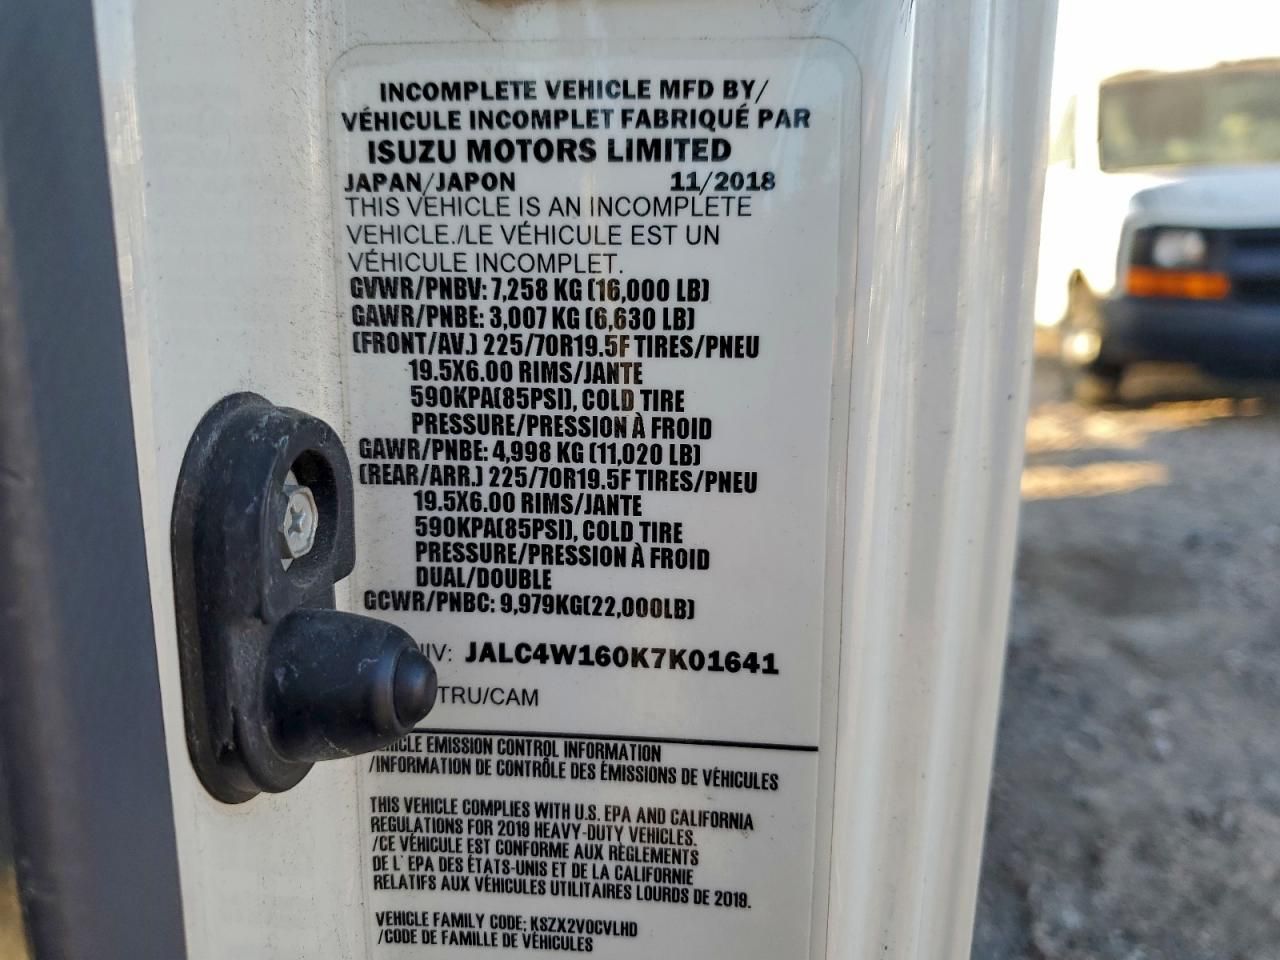 INCOMPLETE VEHICLE MFD BY/
VÉHICULE INCOMPLET FABRIQUÉ PAR
ISUZU MOTORS LIMITED
JAPAN/JAPON 11/2018
THIS VEHICLE IS AN INCOMPLETE
VEHICLE./LE VÉHICULE EST UN
VÉHICULE INCOMPLET.
GVWR/PNBV: 7,258 KG (16,000 LB)
GAWR/PNBE: 3,007 KG (6,630 LB)
(FRONT/AV.) 225/70R19.5F TIRES/PNEU
19.5X6.00 RIMS/JANTE
590KPA(85PSI), COLD TIRE
PRESSURE/PRESSION À FROID
GAWR/PNBE: 4,998 KG (11,020 LB)
(REAR/ARR.) 225/70R19.5F TIRES/PNEU
19.5X6.00 RIMS/JANTE
590KPA(85PSI), COLD TIRE
PRESSURE/PRESSION À FROID
DUAL/DOUBLE
GCWR/PNBC: 9,979KG(22,000LB)
IV: JALC4W160K7K01641
TRU/CAM
VEHICLE EMISSION CONTROL INFORMATION
/INFORMATION DE CONTRÔLE DES ÉMISSIONS DE VÉHICULES
THIS VEHICLE COMPLIES WITH U.S. EPA AND CALIFORNIA
REGULATIONS FOR 2019 HEAVY-DUTY VEHICLES.
/CE VÉHICULE EST CONFORME AUX RÈGLEMENTS
DE L' EPA DES ÉTATS-UNIS ET DE LA CALIFORNIE
RELATIFS AUX VÉHICULES UTILITAIRES LOURDS DE 2019.
VEHICLE FAMILY CODE: KSZX2VOCVLHD
/CODE DE FAMILLE DE VÉHICULES